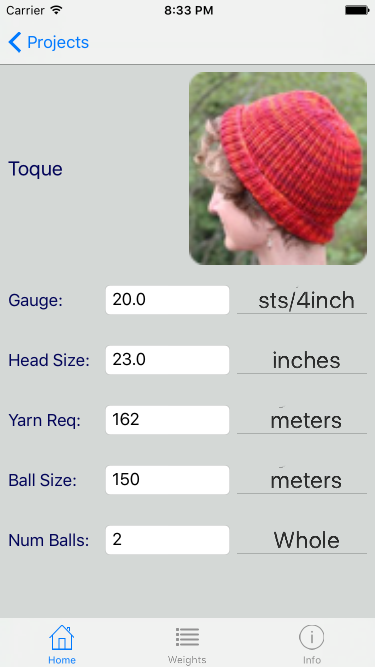 Carrier 8:33 PM
Projects
Toque
Gauge: 20.0 sts/4inch
Head Size: 23.0 inches
Yarn Req: 162 meters
Ball Size: 150 meters
Num Balls: 2 Whole
Home Weights Info